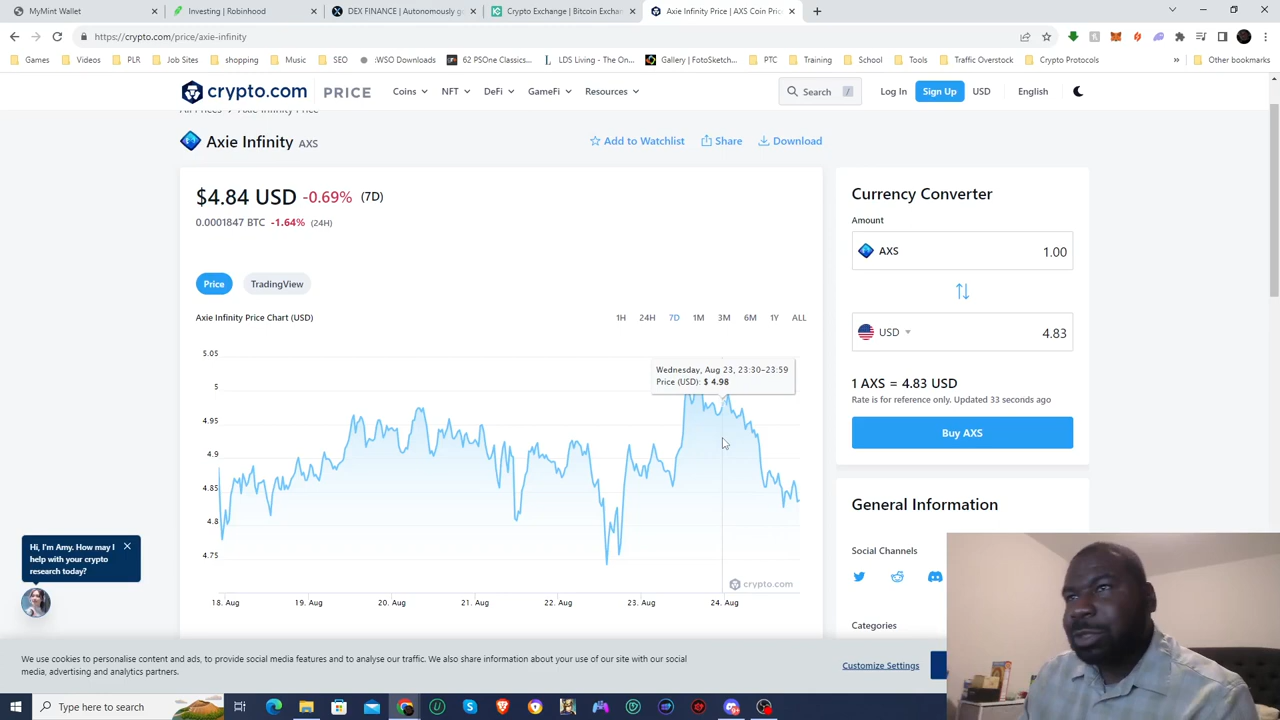 MyMint Wallet
Investing | Robinhood
DEX FINANCE | Autonomously g
Crypto Exchange | Bitcoin Exchan
Axie Infinity Price | AXS Coin Pric
https://crypto.com/price/axie-infinity
Games
Videos
PLR
Job Sites
shopping
Music
SEO
:WSO Downloads
62 PSOne Classics...
LDS Living - The On...
Gallery | FotoSketch...
PTC
Training
School
Tools
Traffic Overstock
Crypto Protocols
»
Other bookmarks
crypto.com | PRICE
Coins
NFT
DeFi
GameFi
Resources
Search /
Log In
Sign Up
USD
English
All Prices > Axie Infinity Price
Axie Infinity AXS
Add to Watchlist
Share
Download
$4.84 USD -0.69% (7D)
0.0001847 BTC -1.64% (24H)
Price
TradingView
Axie Infinity Price Chart (USD)
1H 24H 7D 1M 3M 6M 1Y ALL
5.05
5
4.95
4.9
4.85
4.8
4.75
Wednesday, Aug 23, 23:30–23:59
Price (USD): $ 4.98
crypto.com
18. Aug
19. Aug
20. Aug
21. Aug
22. Aug
23. Aug
24. Aug
Currency Converter
Amount
AXS 1.00
USD 4.83
1 AXS = 4.83 USD
Rate is for reference only. Updated 33 seconds ago
Buy AXS
General Information
Social Channels
Categories
Hi, I'm Amy. How may I
help with your crypto
research today?
We use cookies to personalise content and ads, to provide social media features and to analyse our traffic. We also share information about your use of our site with our social
media, advertising and analytics partners.
Customize Settings
Type here to search